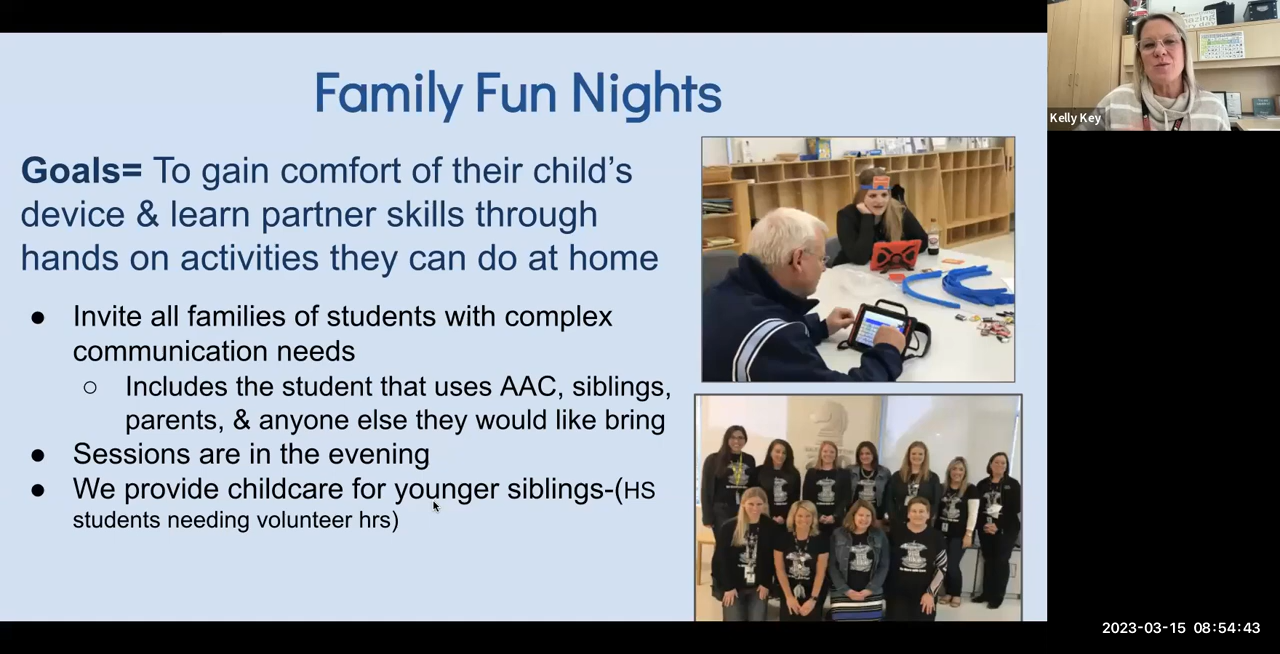 Family Fun Nights
Goals= To gain comfort of their child's
device & learn partner skills through
hands on activities they can do at home
● Invite all families of students with complex
communication needs
○ Includes the student that uses AAC, siblings,
parents, & anyone else they would like bring
● Sessions are in the evening
● We provide childcare for younger siblings-(HS
students needing volunteer hrs)
Kelly Key
2023-03-15 08:54:43